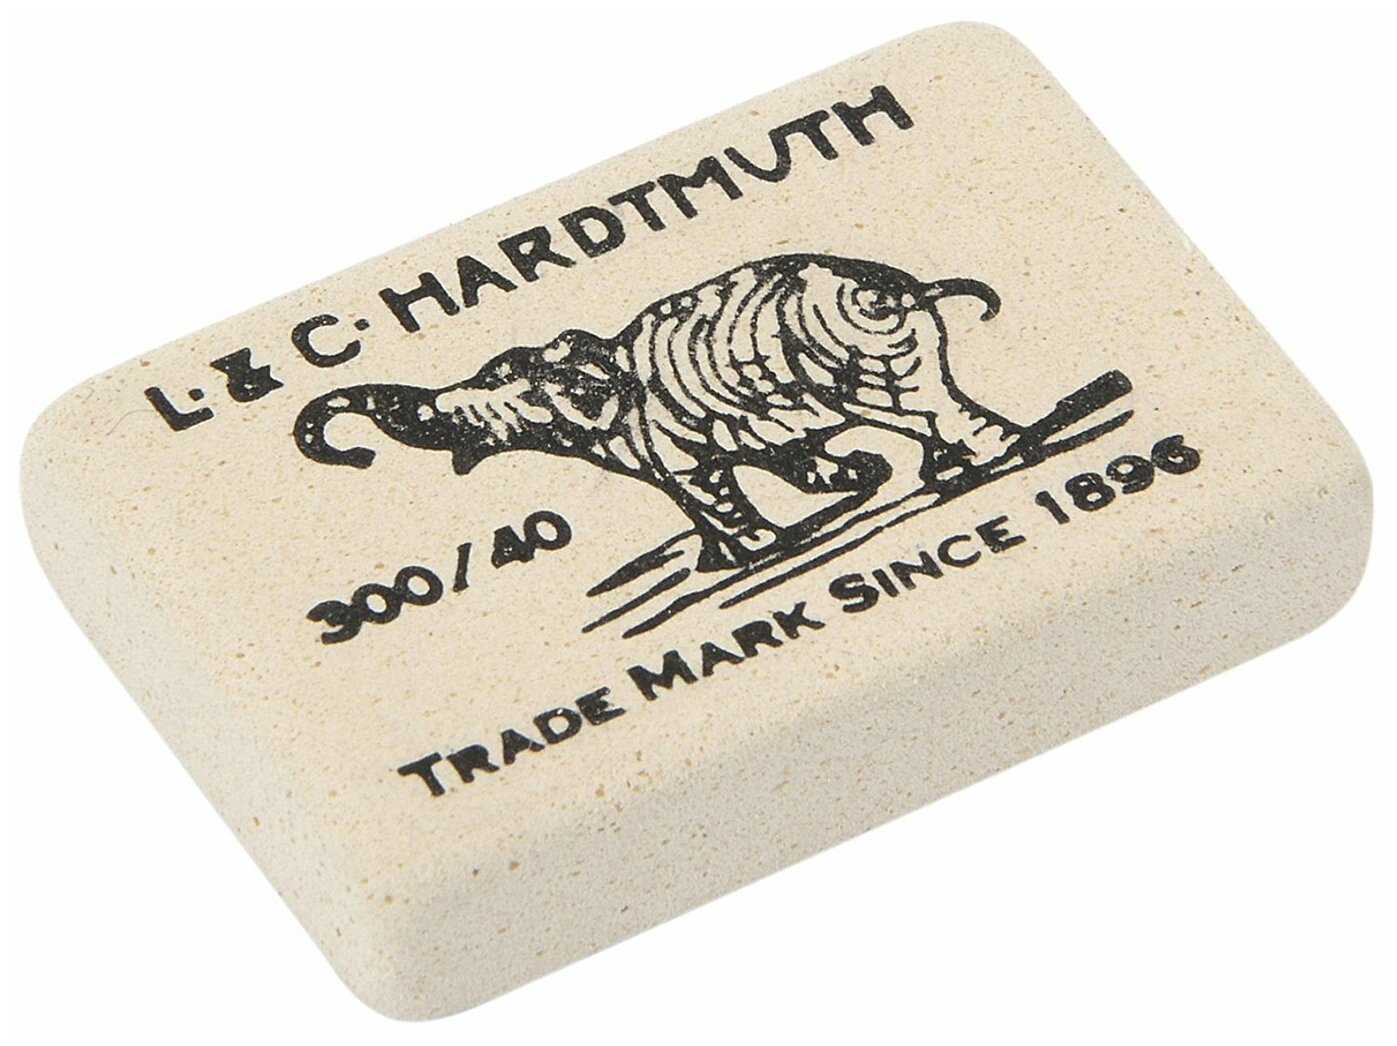 L. & C. HARDTMUTH
300/40
TRADE MARK SINCE 1896